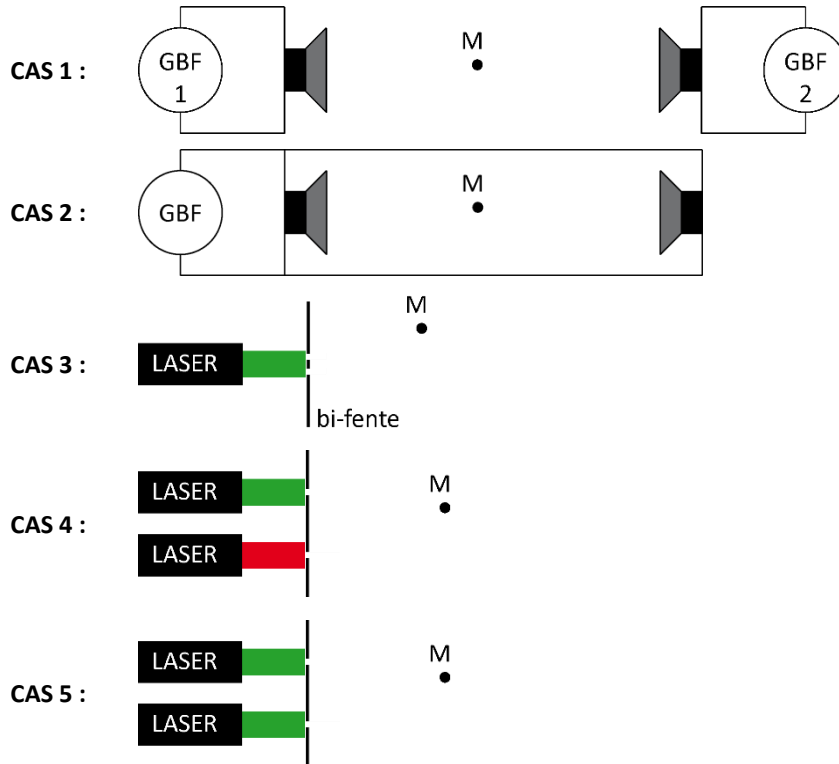 M
CAS 1 :
GBF
1
GBF
2
M
CAS 2 :
GBF
M
CAS 3 :
LASER
bi-fente
LASER
M
CAS 4 :
LASER
LASER
M
CAS 5 :
LASER